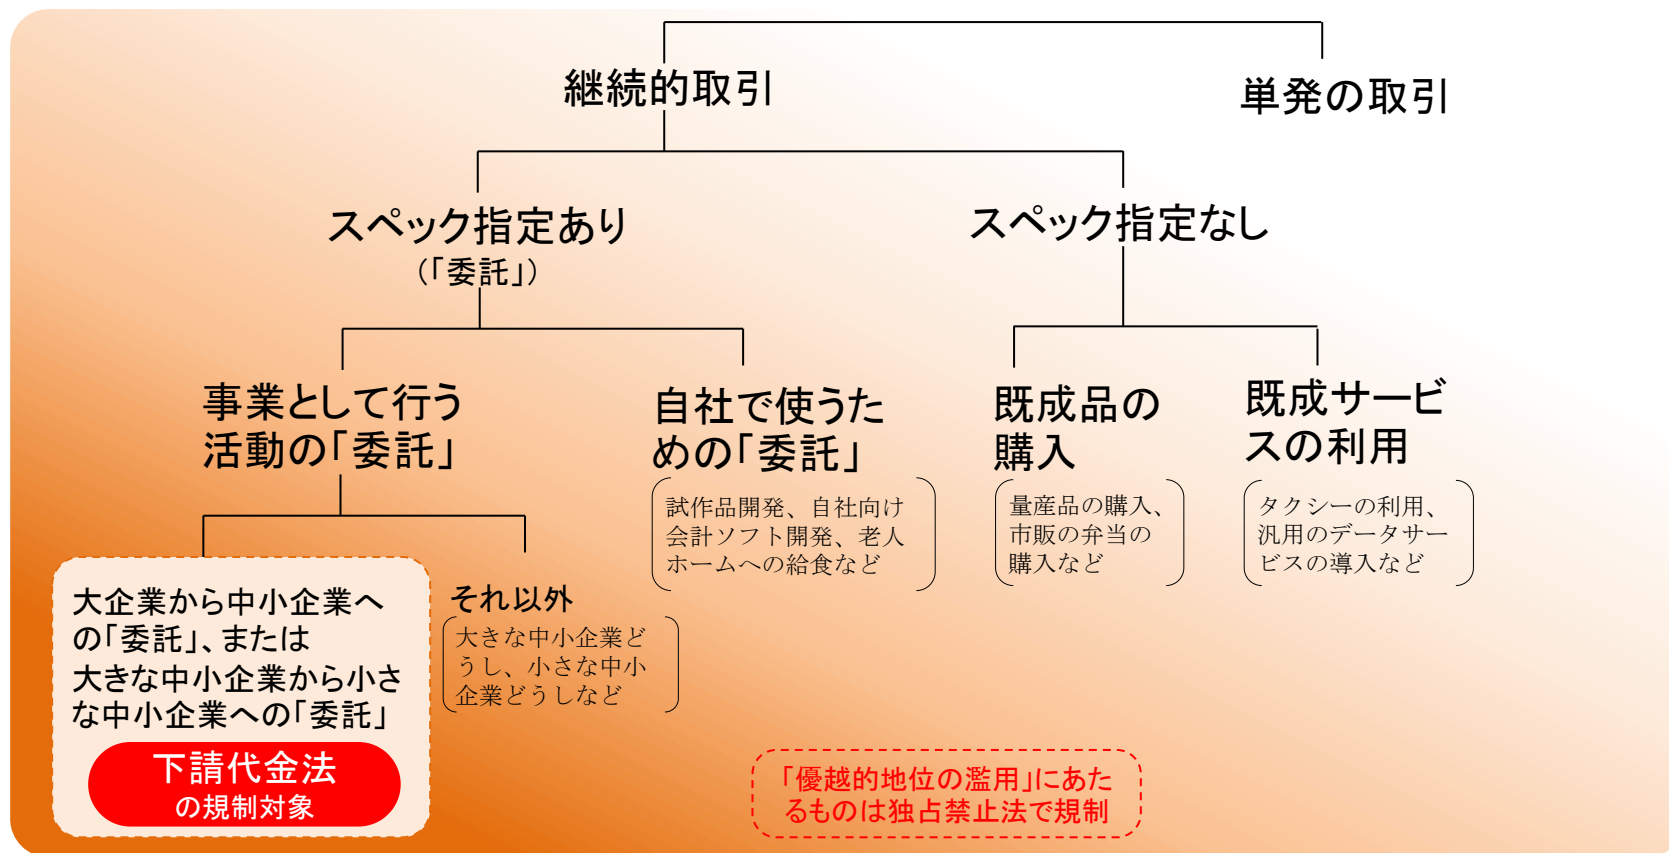 継続的取引
単発の取引
スペック指定あり
(「委託」)
スペック指定なし
事業として行う
活動の「委託」
自社で使うた
めの「委託」
試作品開発、自社向け
会計ソフト開発、老人
ホームへの給食など
既成品の
購入
量産品の購入、
市販の弁当の
購入など
既成サービ
スの利用
タクシーの利用、
汎用のデータサー
ビスの導入など
大企業から中小企業へ
の「委託」、または
大きな中小企業から小さ
な中小企業への「委託」
下請代金法
の規制対象
それ以外
大きな中小企業ど
うし、小さな中小
企業どうしなど
「優越的地位の濫用」にあた
るものは独占禁止法で規制